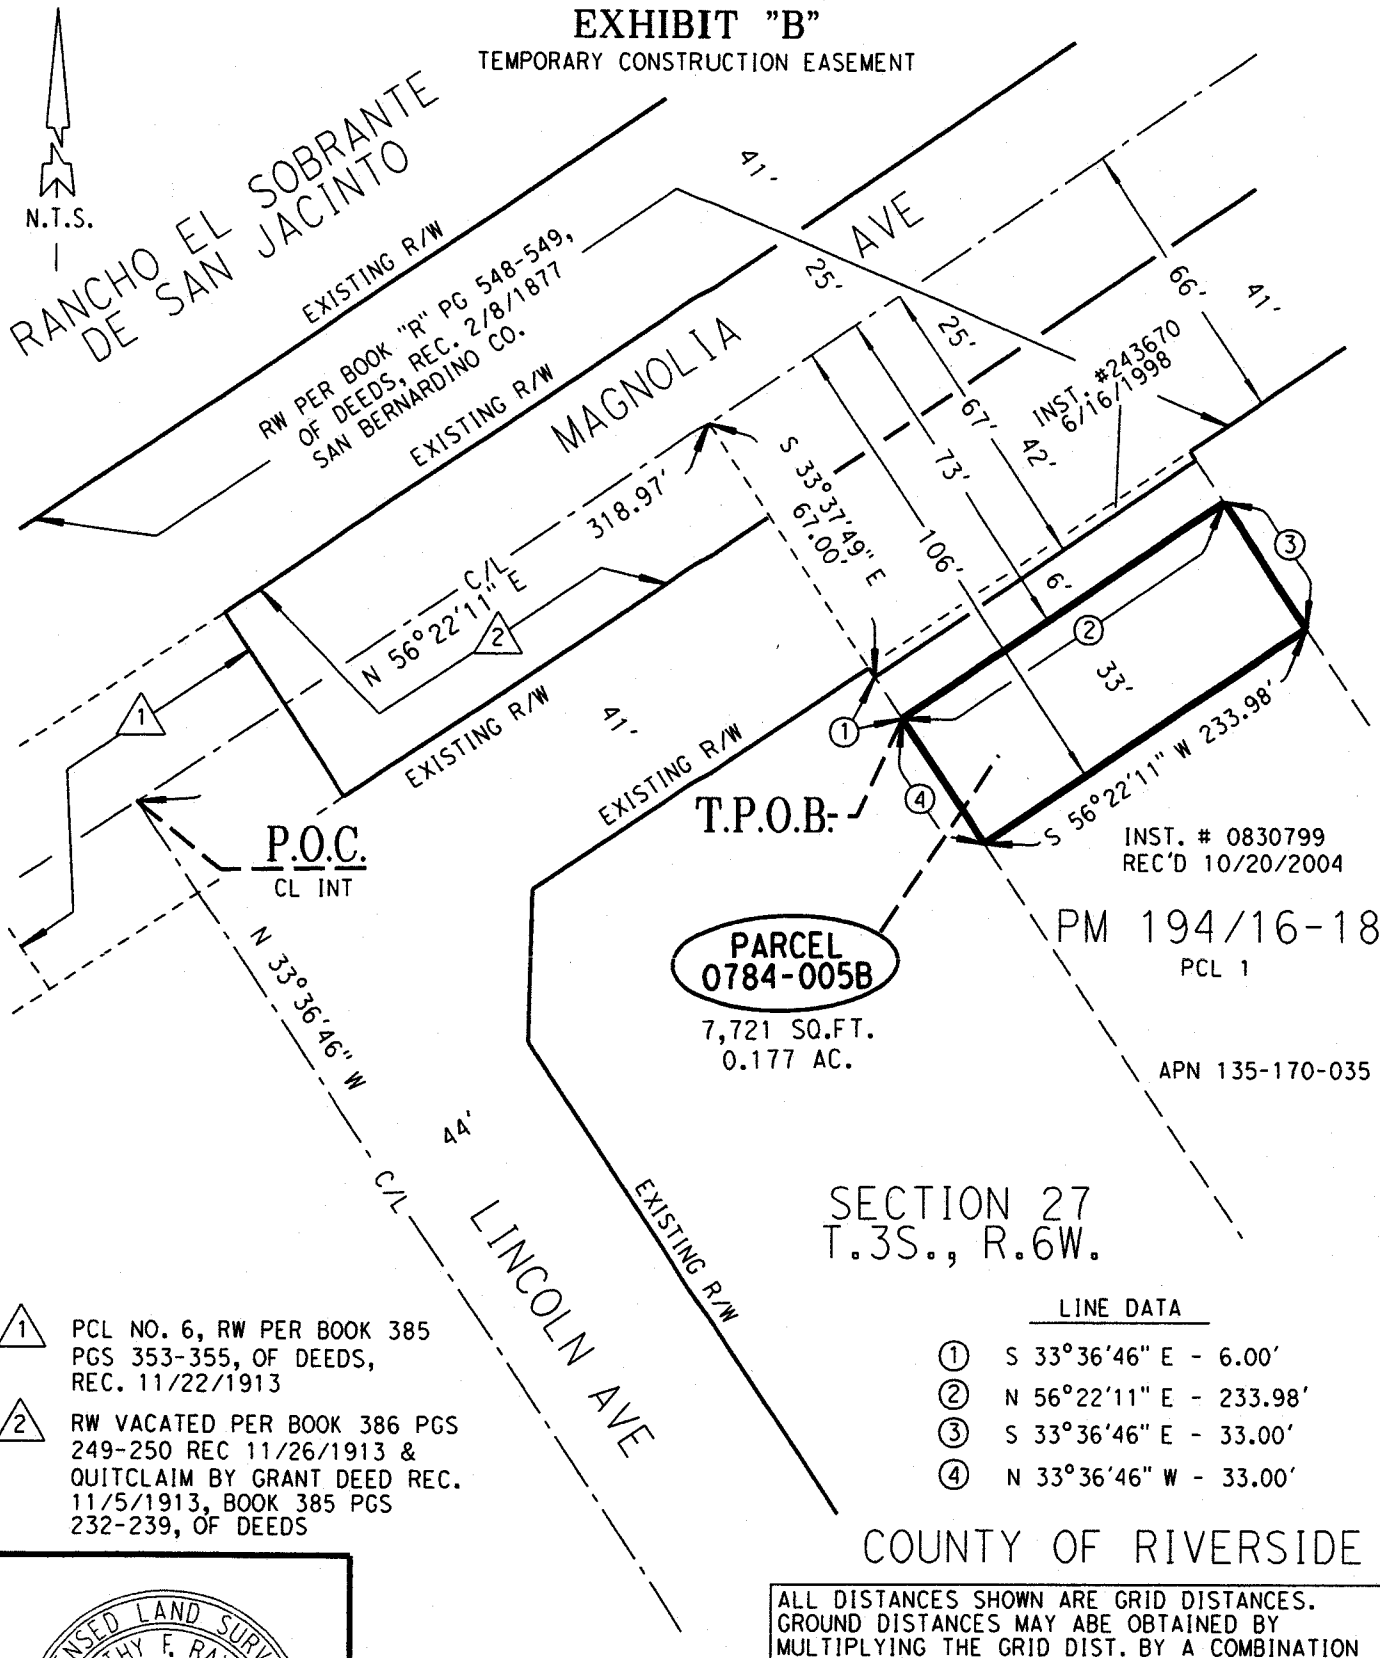 EXHIBIT "B"
TEMPORARY CONSTRUCTION EASEMENT
N
N.T.S.
RANCHO EL SOBRANTE
DE SAN JACINTO
EXISTING R/W
RW PER BOOK "R" PG 548-549,
OF DEEDS, REC. 2/8/1877
SAN BERNARDINO CO.
EXISTING R/W
MAGNOLIA AVE
41'
25'
25'
66'
41'
INST. #243670
6/16/1998
67'
42'
73'
106'
6'
318.97'
C/L
N 56°22'11" E
S 33°37'49" E
67.00'
1
2
EXISTING R/W
41'
EXISTING R/W
1
2
3
4
33'
S 56°22'11" W 233.98'
T.P.O.B.
P.O.C.
CL INT
INST. # 0830799
REC'D 10/20/2004
PM 194/16-18
PCL 1
PARCEL
0784-005B
7,721 SQ.FT.
0.177 AC.
APN 135-170-035
N 33°36'46" W
44'
C/L
LINCOLN AVE
EXISTING R/W
SECTION 27
T.3S., R.6W.
LINE DATA
1 S 33°36'46" E - 6.00'
2 N 56°22'11" E - 233.98'
3 S 33°36'46" E - 33.00'
4 N 33°36'46" W - 33.00'
1 PCL NO. 6, RW PER BOOK 385
PGS 353-355, OF DEEDS,
REC. 11/22/1913
2 RW VACATED PER BOOK 386 PGS
249-250 REC 11/26/1913 &
QUITCLAIM BY GRANT DEED REC.
11/5/1913, BOOK 385 PGS
232-239, OF DEEDS
COUNTY OF RIVERSIDE
ALL DISTANCES SHOWN ARE GRID DISTANCES.
GROUND DISTANCES MAY ABE OBTAINED BY
MULTIPLYING THE GRID DIST. BY A COMBINATION
LAND
F.